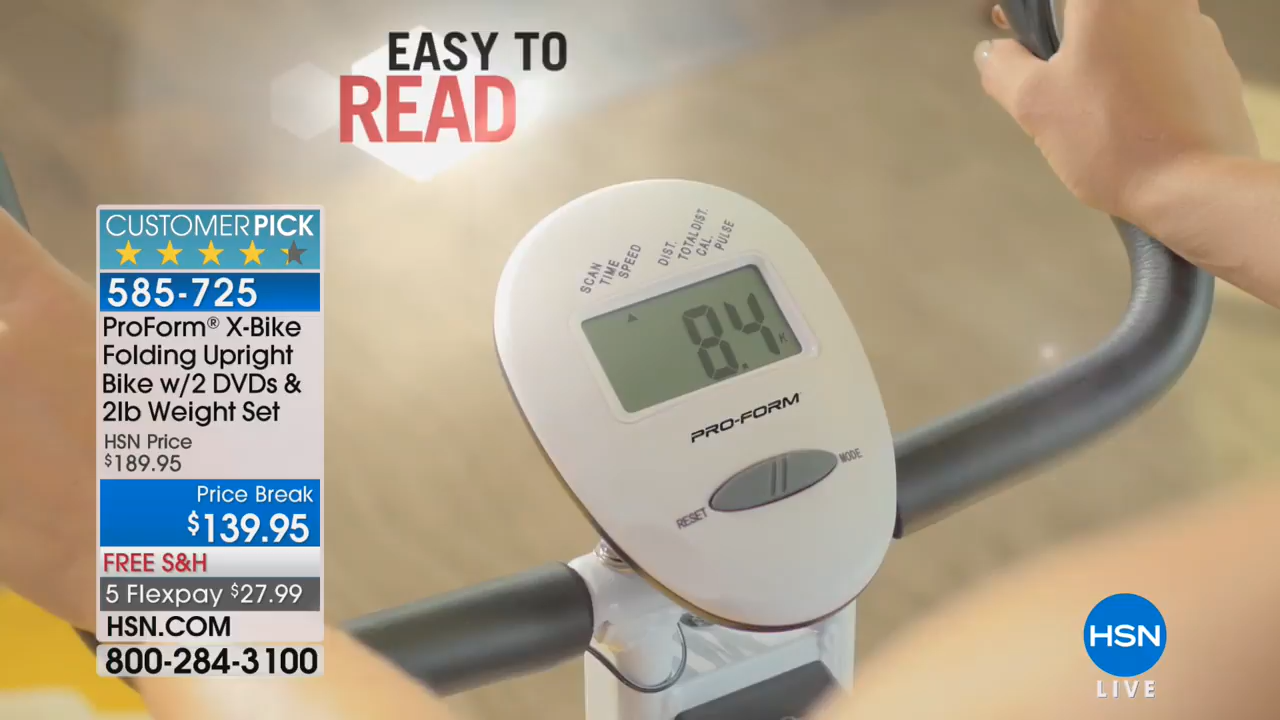 EASY TO
READ
CUSTOMERPICK
585-725
ProForm® X-Bike
Folding Upright
Bike w/2 DVDs &
2lb Weight Set
HSN Price
$189.95
Price Break
$139.95
FREE S&H
5 Flexpay $27.99
HSN.COM
800-284-3100
SCAN
TIME
SPEED
DIST.
TOTAL DIST.
CAL.
PULSE
8.4 K
PRO-FORM
RESET
MODE
HSN
LIVE